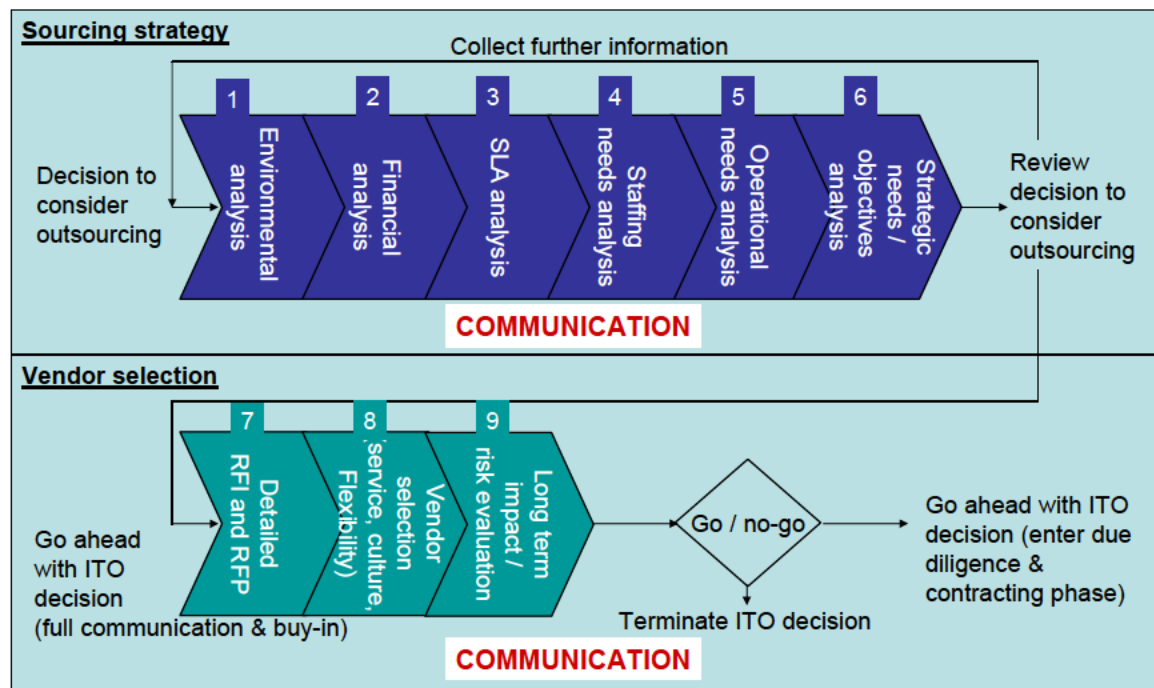 Sourcing strategy
Collect further information
1
2
3
4
5
6
Decision to
consider
outsourcing
Environmental
analysis
Financial
analysis
SLA analysis
Staffing
needs analysis
Operational
needs analysis
Strategic
needs /
objectives
analysis
Review
decision to
consider
outsourcing
COMMUNICATION
Vendor selection
7
8
9
Go ahead
with ITO
decision
(full communication & buy-in)
Detailed
RFI and RFP
Vendor
selection
(service, culture,
Flexibility)
Long term
impact /
risk evaluation
Go / no-go
Terminate ITO decision
Go ahead with ITO
decision (enter due
diligence &
contracting phase)
COMMUNICATION